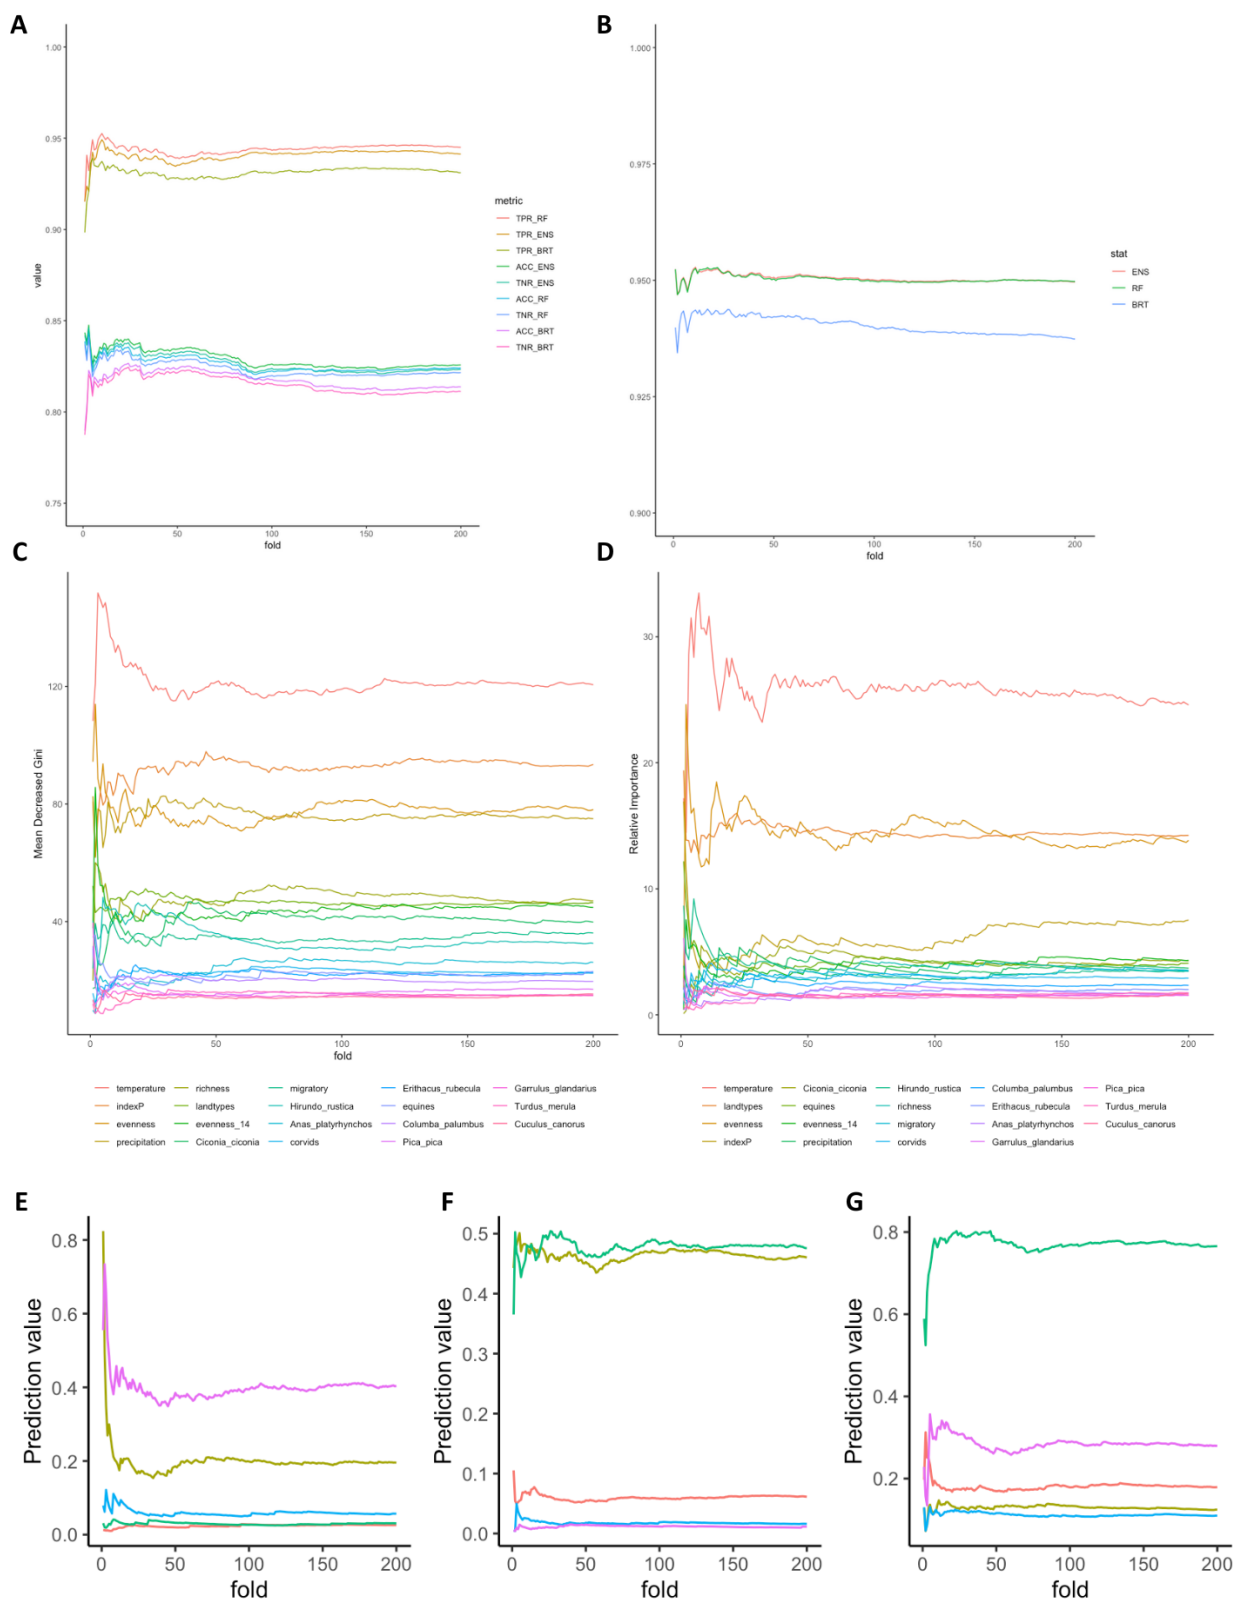 A
1.00
0.95
0.90
0.85
0.80
0.75
value
0
50
100
150
200
fold
metric
TPR_RF
TPR_ENS
TPR_BRT
ACC_ENS
TNR_ENS
ACC_RF
TNR_RF
ACC_BRT
TNR_BRT
B
1.000
0.975
0.950
0.925
0.900
0
50
100
150
200
fold
stat
ENS
RF
BRT
C
120
80
40
Mean Decreased Gini
0
50
100
150
200
fold
temperature richness migratory Erithacus_rubecula Garrulus_glandarius
indexP landtypes Hirundo_rustica equines Turdus_merula
evenness evenness_14 Anas_platyrhynchos Columba_palumbus Cuculus_canorus
precipitation Ciconia_ciconia corvids Pica_pica
D
30
20
10
0
Relative Importance
0
50
100
150
200
fold
temperature Ciconia_ciconia Hirundo_rustica Columba_palumbus Pica_pica
landtypes equines richness Erithacus_rubecula Turdus_merula
evenness evenness_14 migratory Anas_platyrhynchos Cuculus_canorus
indexP precipitation corvids Garrulus_glandarius
E
0.8
0.6
0.4
0.2
0.0
Prediction value
0
50
100
150
200
fold
F
0.5
0.4
0.3
0.2
0.1
0.0
Prediction value
0
50
100
150
200
fold
G
0.8
0.6
0.4
0.2
Prediction value
0
50
100
150
200
fold